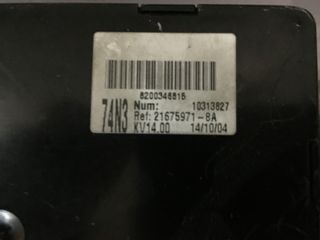 8200346815
74N3
Num: 10313827
Ref: 21675971-8A
KV14.00 14/10/04